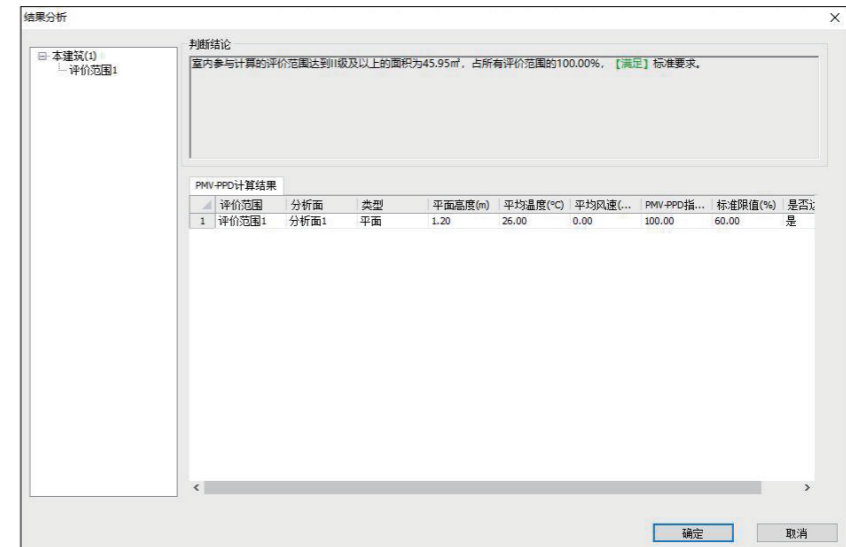 结果分析
本建筑(1)
评价范围1
判断结论
室内参与计算的评价范围达到II级及以上的面积为45.95㎡，占所有评价范围的100.00%，【满足】标准要求。
PMV-PPD计算结果
评价范围 分析面 类型 平面高度(m) 平均温度(℃) 平均风速(... PMV-PPD指... 标准限值(%) 是否达
1 评价范围1 分析面1 平面 1.20 26.00 0.00 100.00 60.00 是
确定 取消